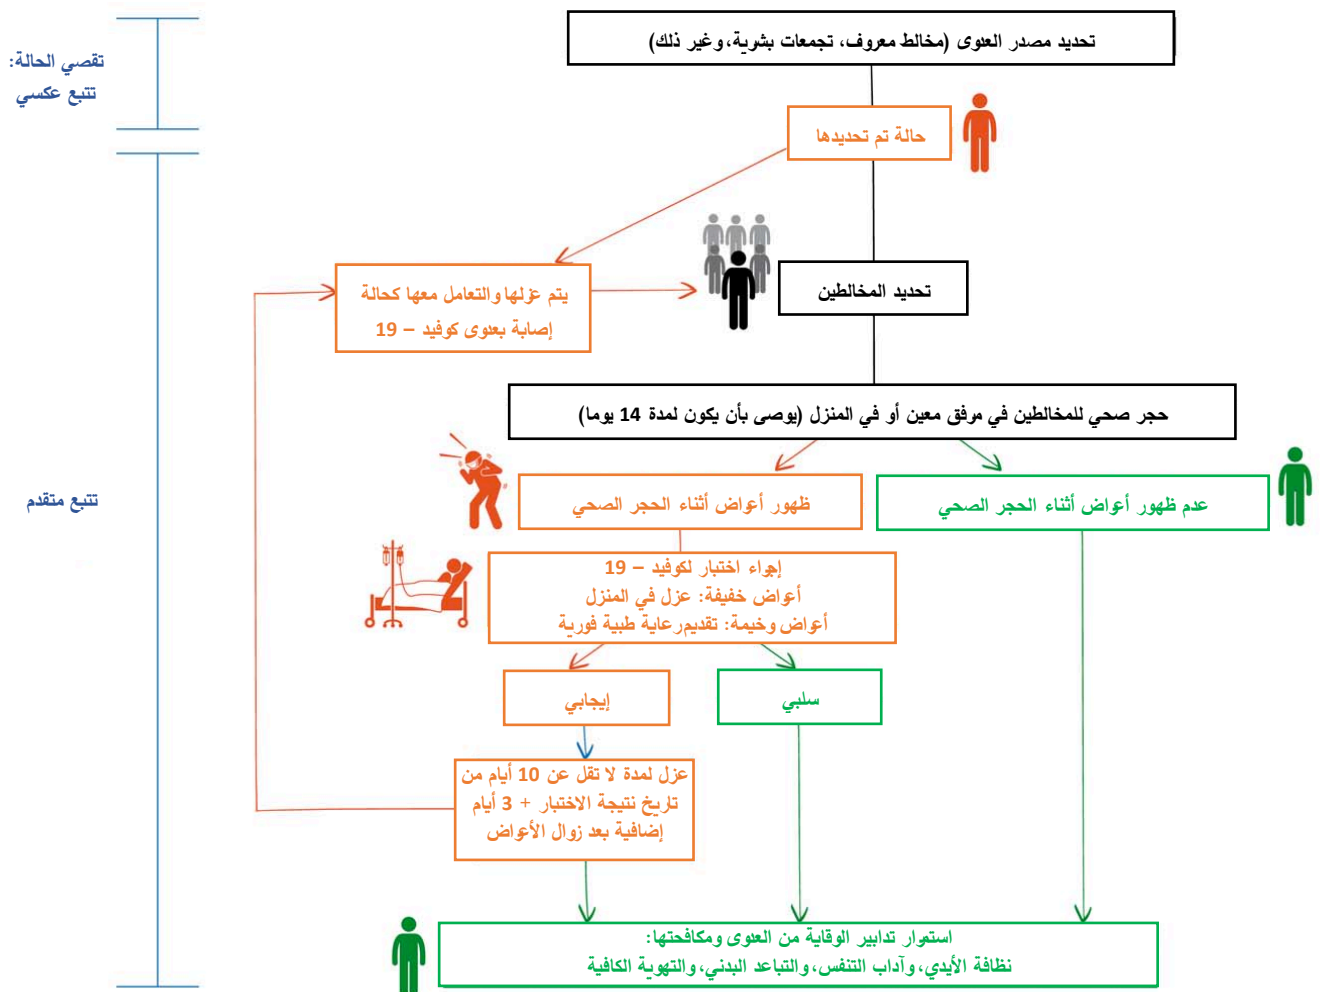 تحديد مصدر العدوى (مخالط معروف، تجمعات بشرية، وغير ذلك)
تقصي الحالة:
تتبع عكسي
حالة تم تحديدها
تحديد المخالطين
يتم عزلها والتعامل معها كحالة
إصابة بعدوى كوفيد – 19
حجر صحي للمخالطين في مرفق معين أو في المنزل (يوصى بأن يكون لمدة 14 يوما)
تتبع متقدم
عدم ظهور أعراض أثناء الحجر الصحي
ظهور أعراض أثناء الحجر الصحي
إجراء اختبار لكوفيد – 19
أعراض خفيفة: عزل في المنزل
أعراض وخيمة: تقديم رعاية طبية فورية
سلبي
إيجابي
عزل لمدة لا تقل عن 10 أيام من
تاريخ نتيجة الاختبار + 3 أيام
إضافية بعد زوال الأعراض
استمرار تدابير الوقاية من العدوى ومكافحتها:
نظافة الأيدي، وآداب التنفس، والتباعد البدني، والتهوية الكافية